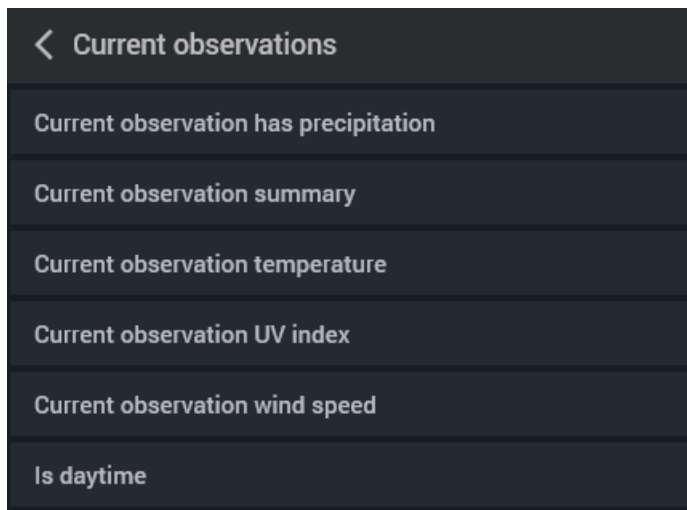 Current observations
Current observation has precipitation
Current observation summary
Current observation temperature
Current observation UV index
Current observation wind speed
Is daytime